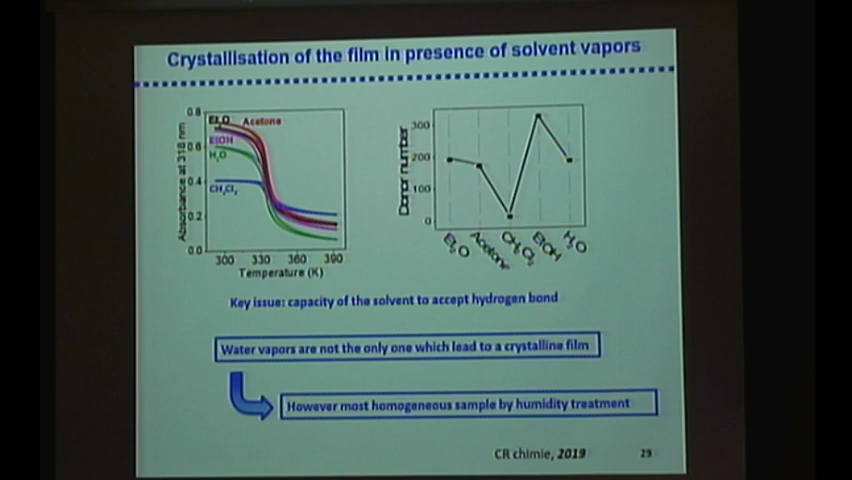 Crystallisation of the film in presence of solvent vapors
Absorbance at 318 nm
0.8
0.6
0.4
0.2
0.0
Et2O
Acetone
EtOH
H2O
CH2Cl2
300 330 360 390
Temperature (K)
Donor number
300
200
100
0
Et2O
Acetone
CH2Cl2
EtOH
H2O
Key issue: capacity of the solvent to accept hydrogen bond
Water vapors are not the only one which lead to a crystalline film
However most homogeneous sample by humidity treatment
CR chimie, 2019
29